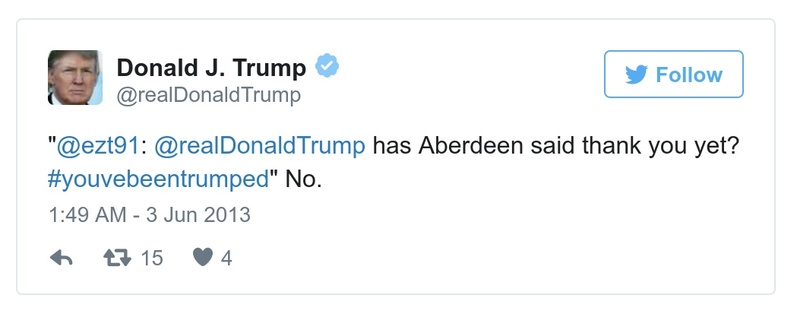 Donald J. Trump
@realDonaldTrump
Follow
"@ezt91: @realDonaldTrump has Aberdeen said thank you yet?
#youvebeentrumped" No.
1:49 AM - 3 Jun 2013
15 4